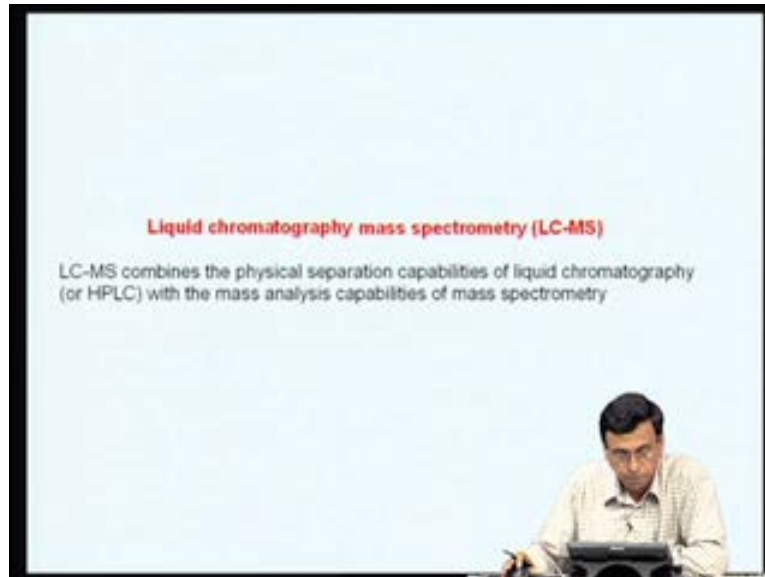 Liquid chromatography mass spectrometry (LC-MS)
LC-MS combines the physical separation capabilities of liquid chromatography
(or HPLC) with the mass analysis capabilities of mass spectrometry